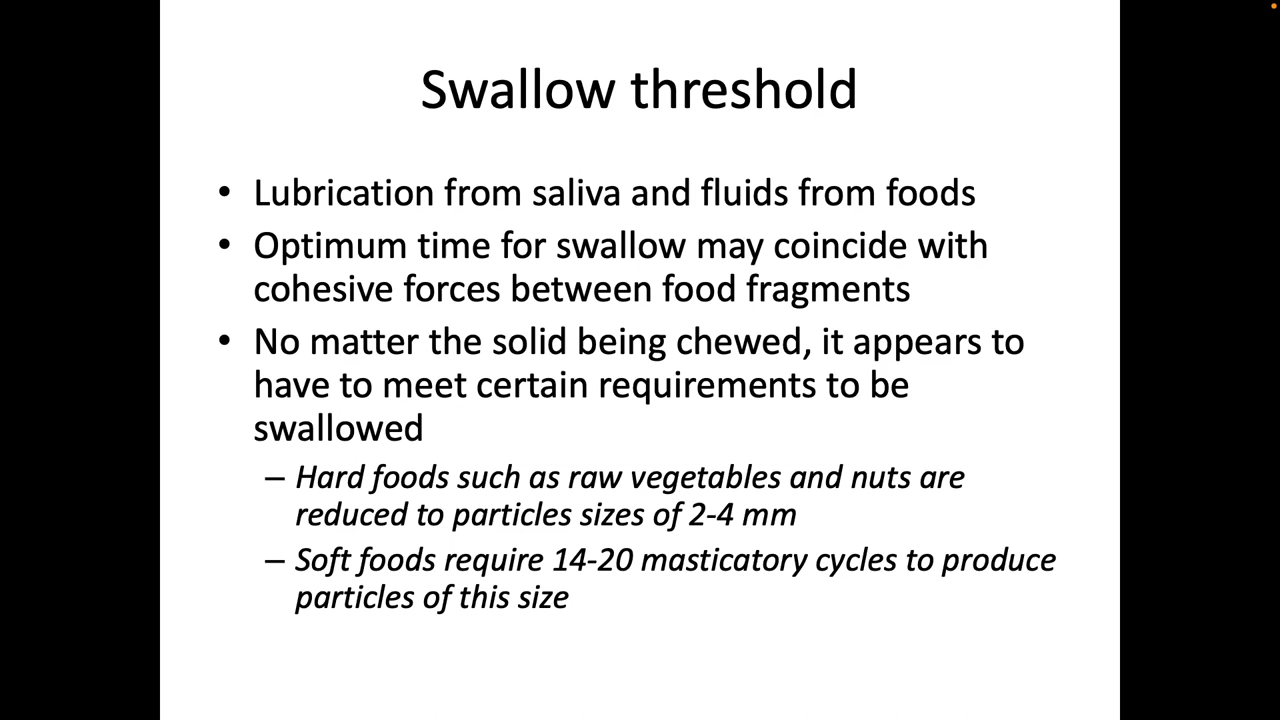 Swallow threshold
• Lubrication from saliva and fluids from foods
• Optimum time for swallow may coincide with
cohesive forces between food fragments
• No matter the solid being chewed, it appears to
have to meet certain requirements to be
swallowed
– Hard foods such as raw vegetables and nuts are
reduced to particles sizes of 2-4 mm
– Soft foods require 14-20 masticatory cycles to produce
particles of this size